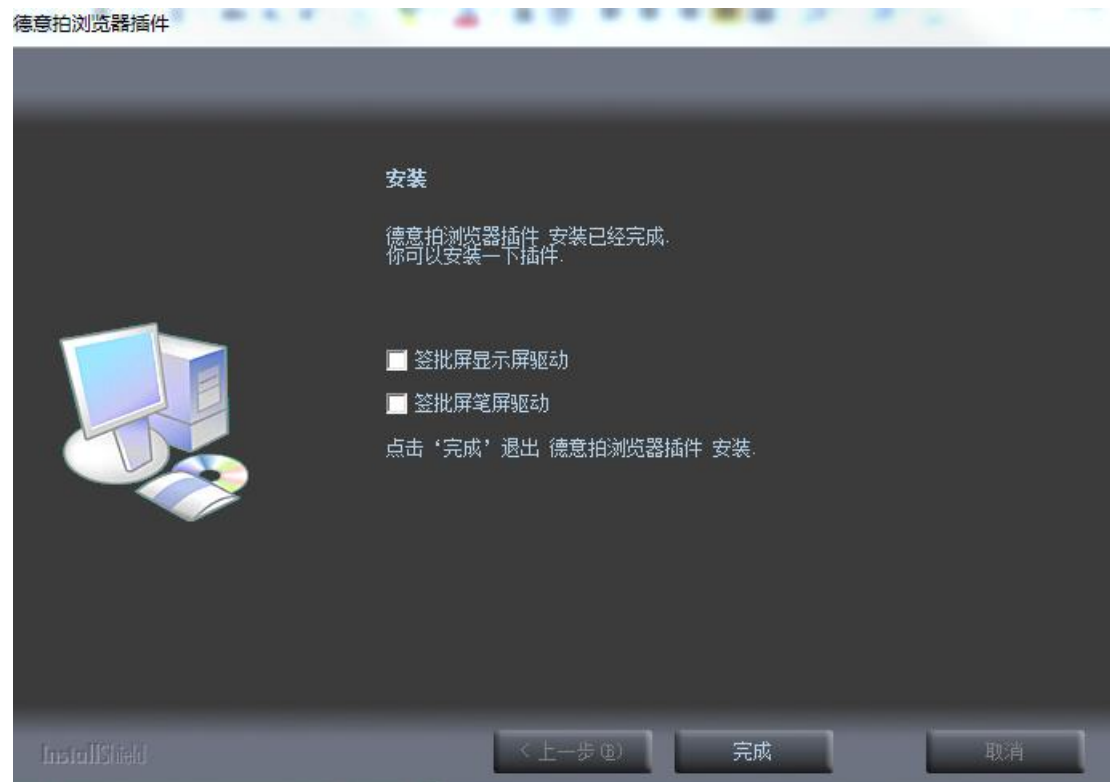 德意拍浏览器插件
安装
德意拍浏览器插件 安装已经完成.
你可以安装一下插件.
签批屏显示屏驱动
签批屏笔屏驱动
点击‘完成’退出 德意拍浏览器插件 安装.
InstallShield
< 上一步(B)
完成
取消